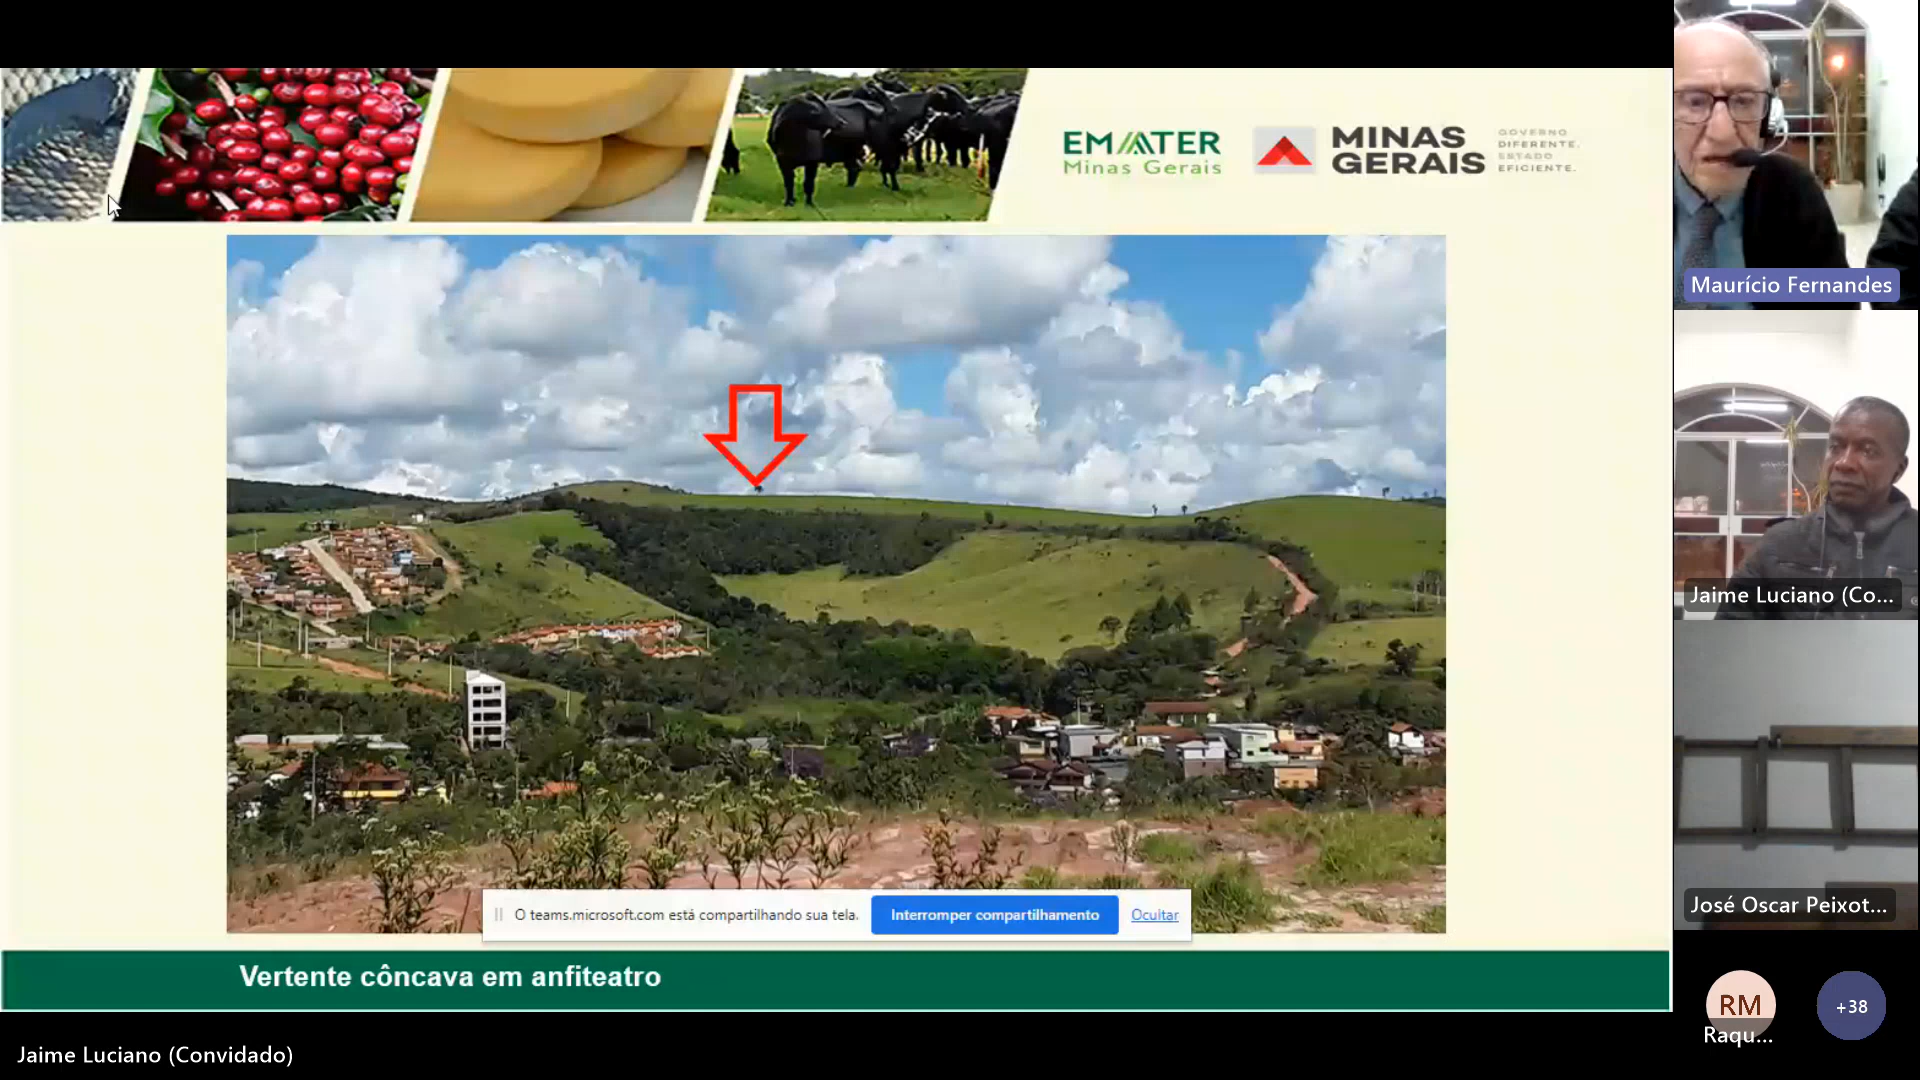 EMATER
Minas Gerais
MINAS
GERAIS
GOVERNO
DIFERENTE.
ESTADO
EFICIENTE.
Maurício Fernandes
Jaime Luciano (Co...
José Oscar Peixot...
O teams.microsoft.com está compartilhando sua tela.
Interromper compartilhamento
Ocultar
Vertente côncava em anfiteatro
RM
+38
Raqu...
Jaime Luciano (Convidado)